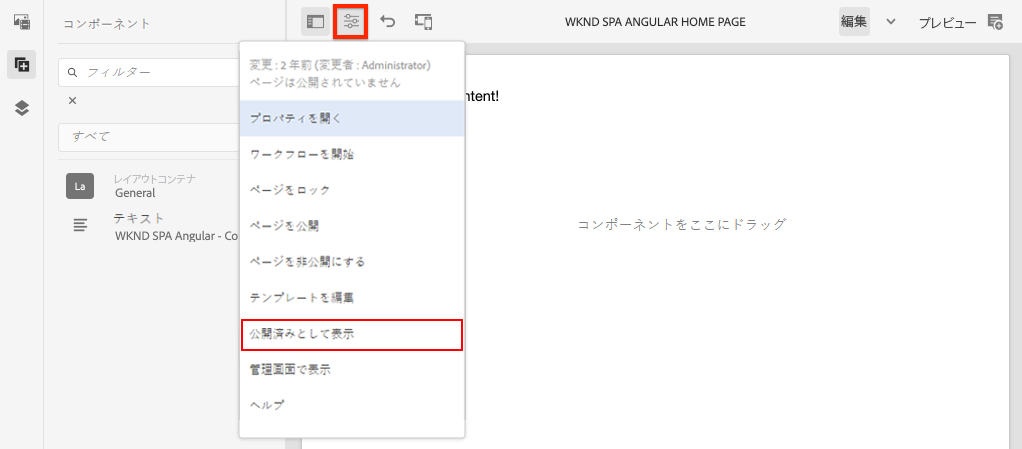 コンポーネント
WKND SPA ANGULAR HOME PAGE
編集
プレビュー
フィルター
すべて
La
レイアウトコンテナ
General
テキスト
WKND SPA Angular - Co
変更 : 2 年前 (変更者 : Administrator)
ページは公開されていません
プロパティを開く
ワークフローを開始
ページをロック
ページを公開
ページを非公開にする
テンプレートを編集
公開済みとして表示
管理画面で表示
ヘルプ
ntent!
コンポーネントをここにドラッグ